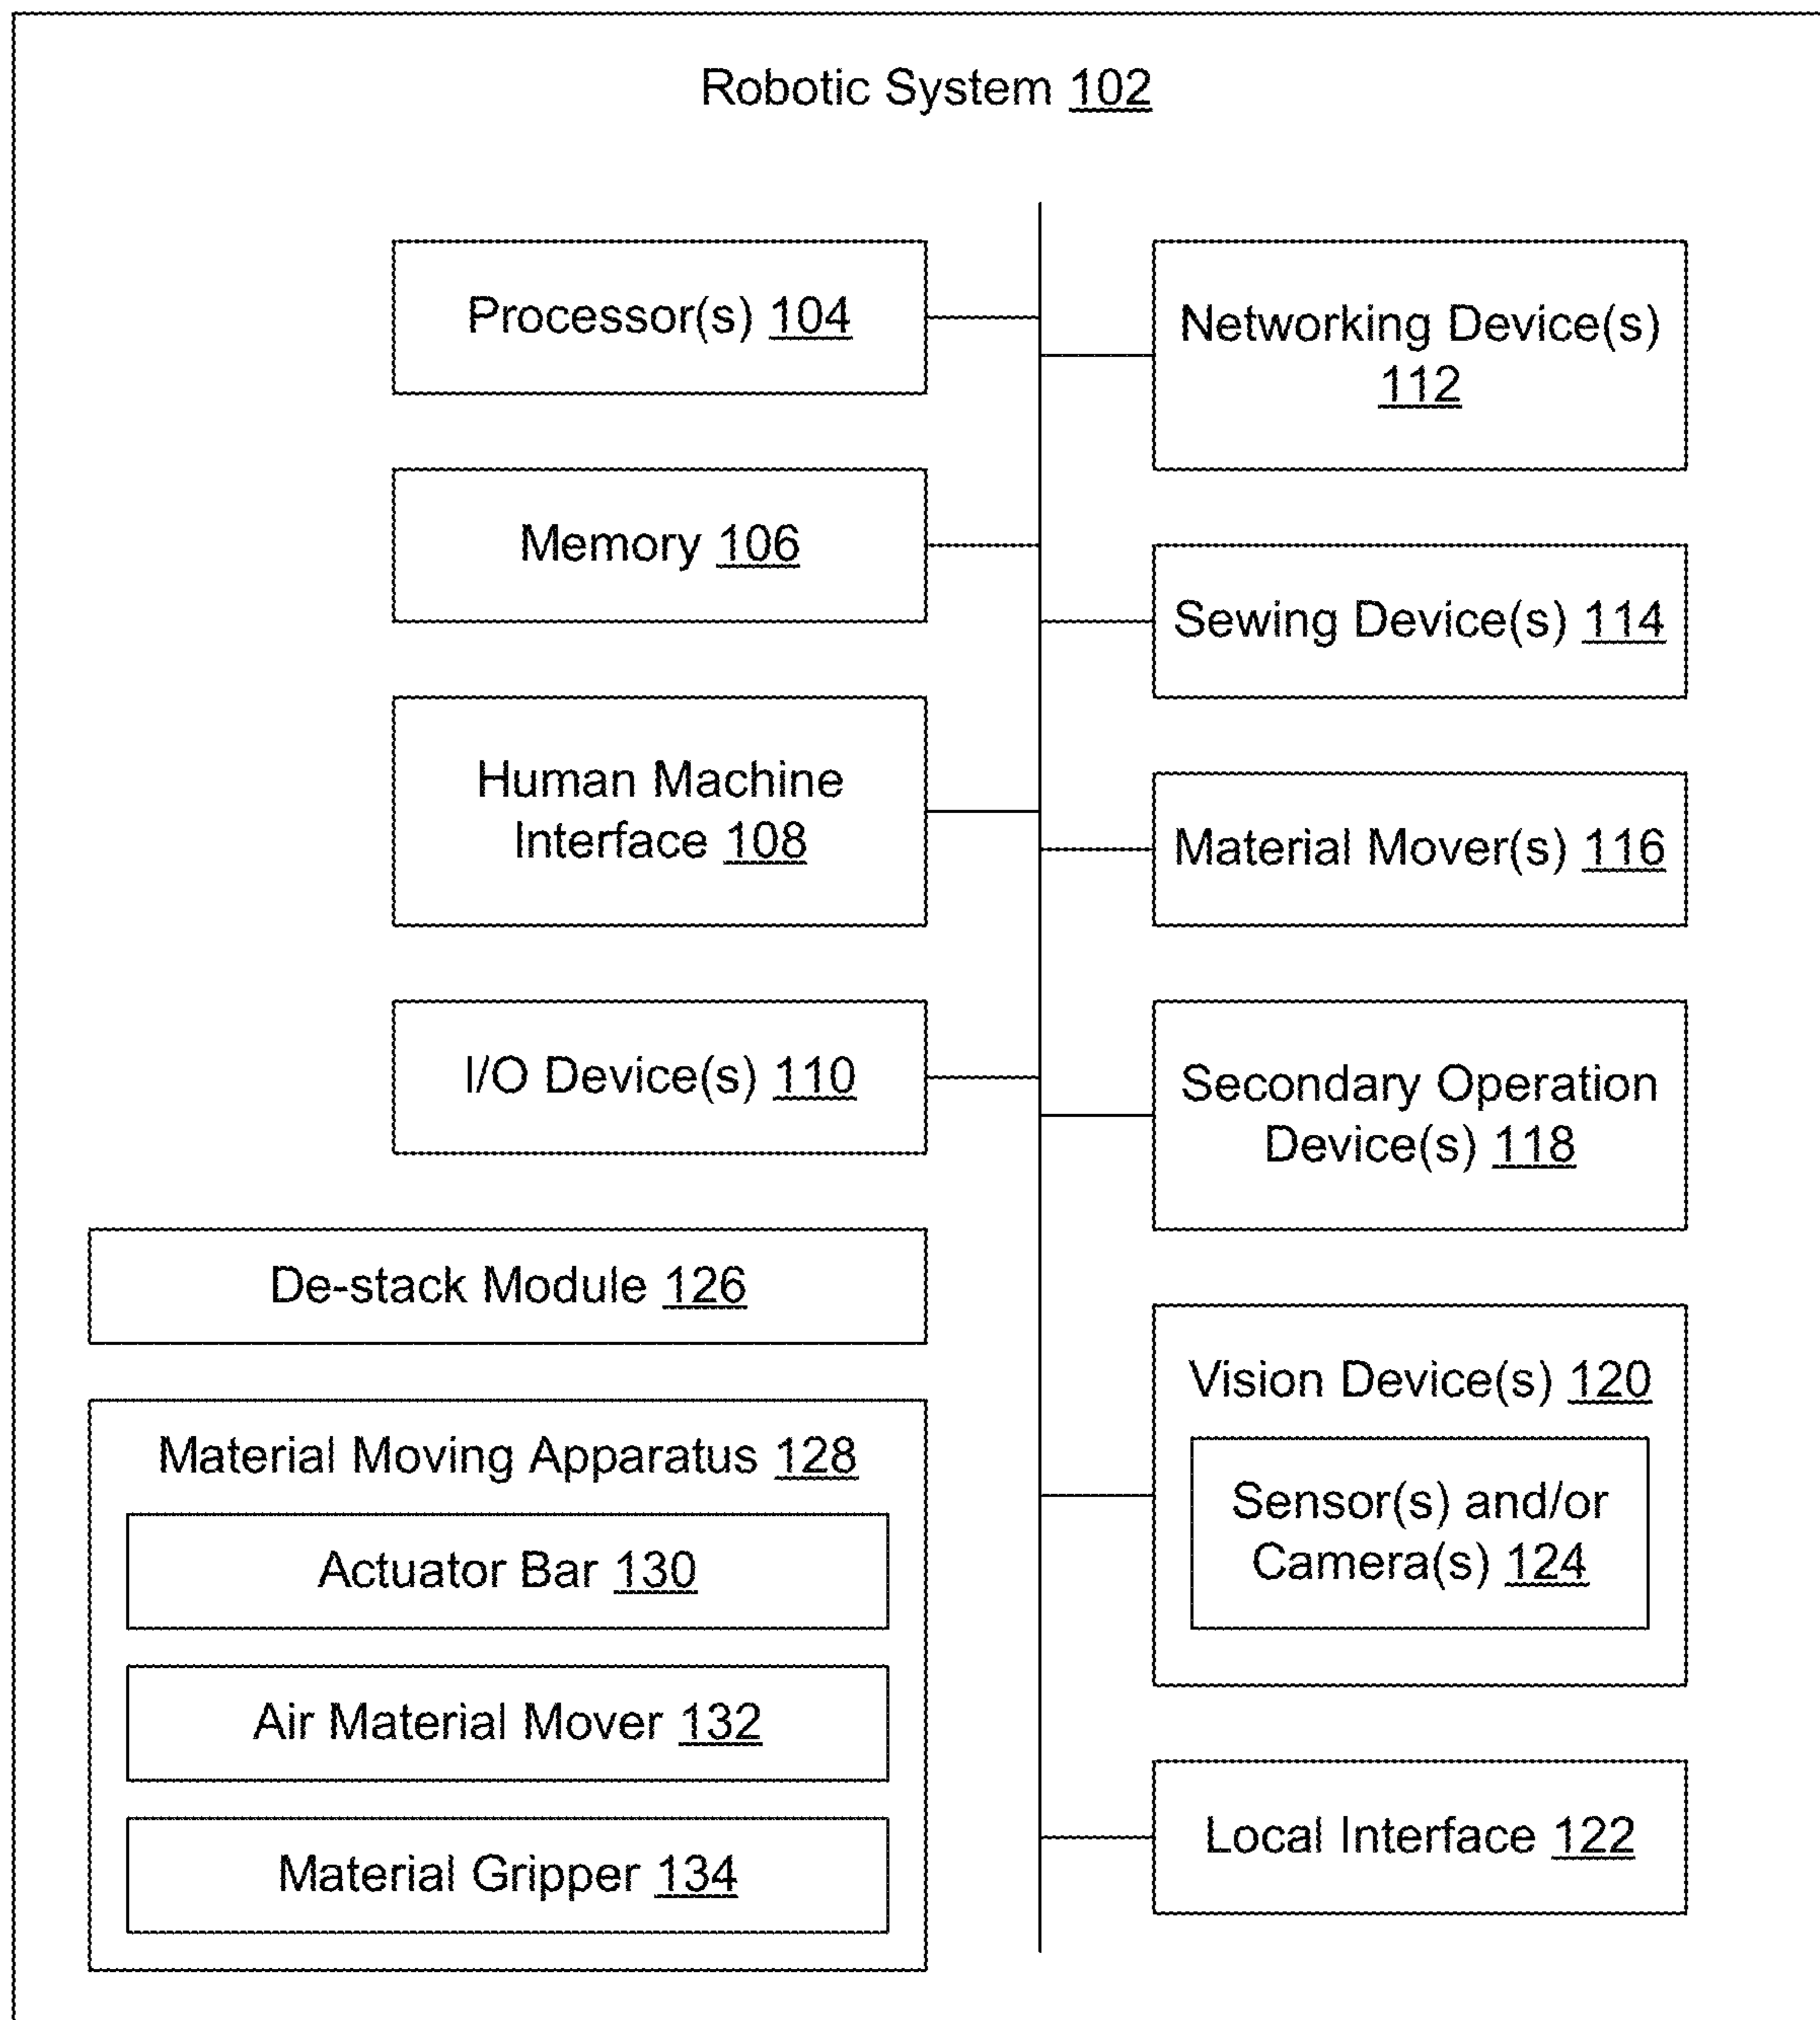 Robotic System 102
Processor(s) 104
Memory 106
Human Machine
Interface 108
I/O Device(s) 110
De-stack Module 126
Material Moving Apparatus 128
Actuator Bar 130
Air Material Mover 132
Material Gripper 134
Networking Device(s)
112
Sewing Device(s) 114
Material Mover(s) 116
Secondary Operation
Device(s) 118
Vision Device(s) 120
Sensor(s) and/or
Camera(s) 124
Local Interface 122